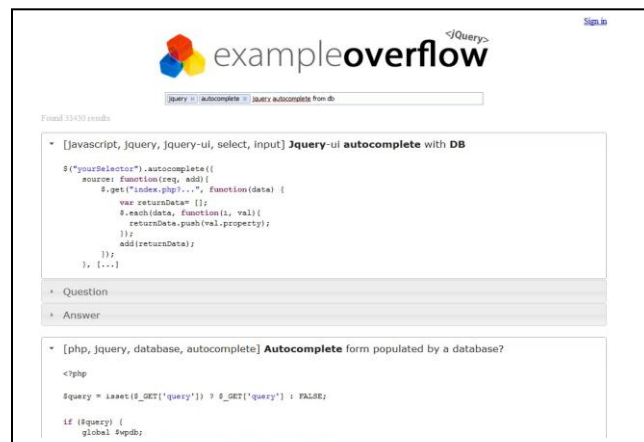 Sign in
<jQuery>
exampleoverflow
jquery × autocomplete × jquery autocomplete from db
Found 33430 results
[javascript, jquery, jquery-ui, select, input] Jquery-ui autocomplete with DB
$("yourSelector").autocomplete({
source: function(req, add){
$.get("index.php?...", function(data) {
var returnData= [];
$.each(data, function(i, val){
returnData.push(val.property);
});
add(returnData);
});
}, [...]
Question
Answer
[php, jquery, database, autocomplete] Autocomplete form populated by a database?
<?php
$query = isset($_GET['query']) ? $_GET['query'] : FALSE;
if ($query) {
global $wpdb;